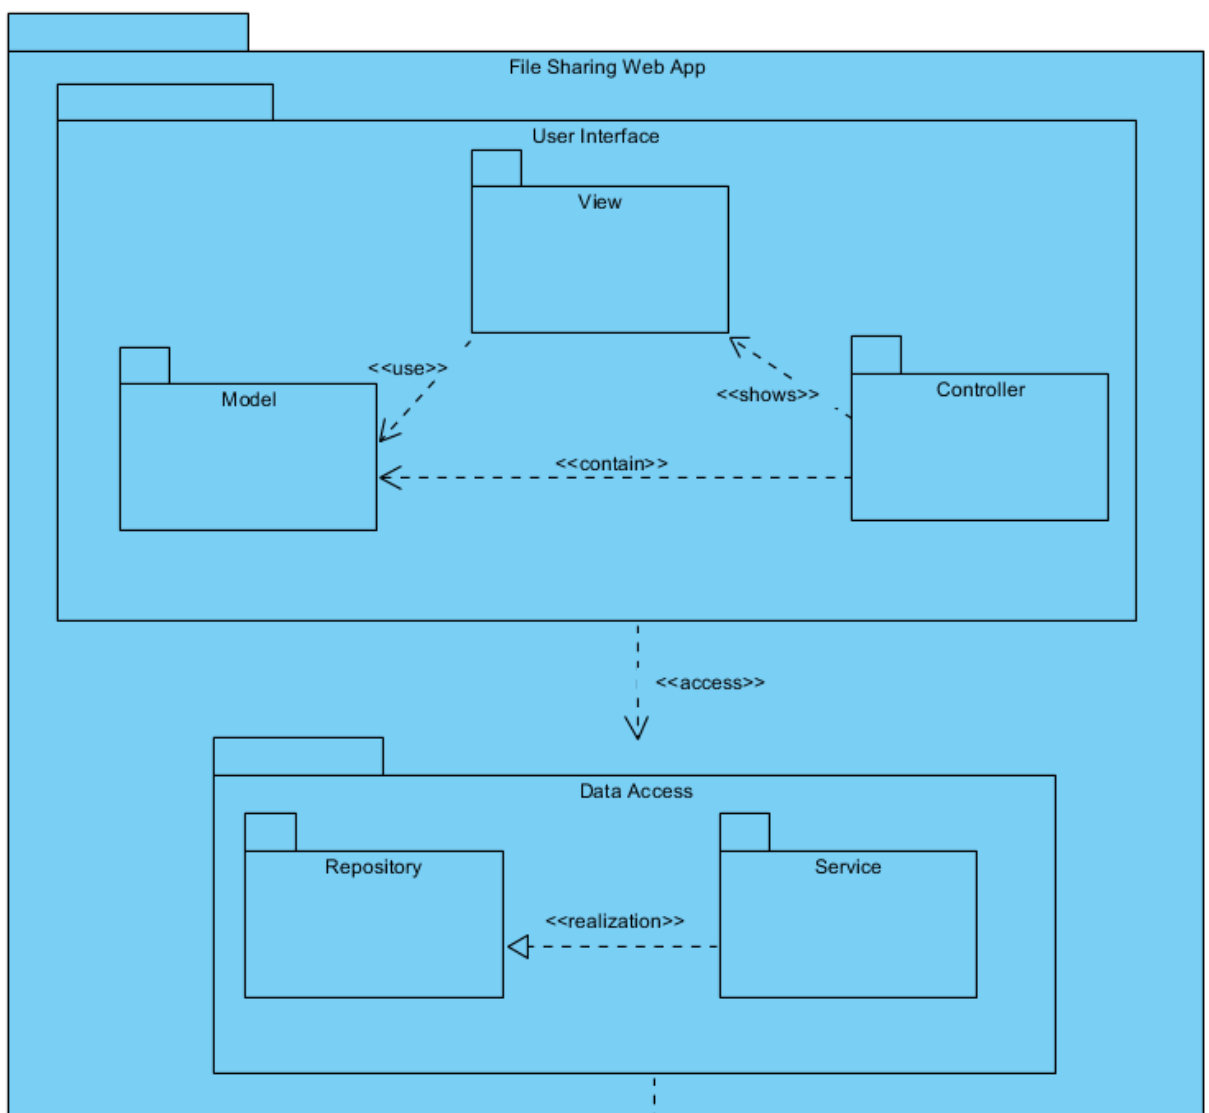 File Sharing Web App
User Interface
View
<<use>>
Model
<<shows>>
Controller
<<contain>>
<<access>>
Data Access
Repository
Service
<<realization>>